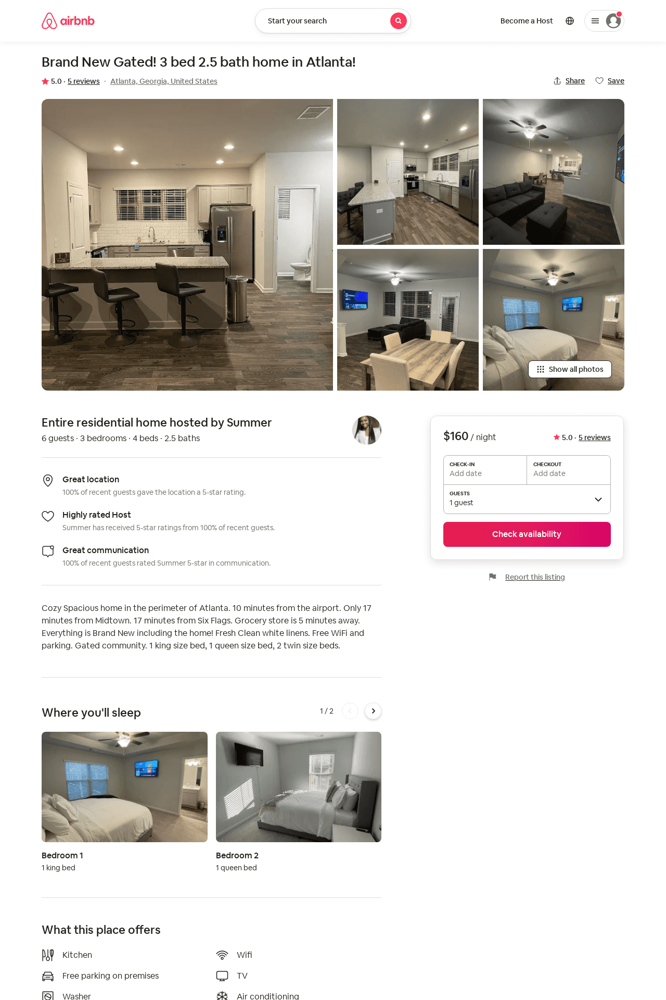 airbnb
Start your search
Become a Host
Brand New Gated! 3 bed 2.5 bath home in Atlanta!
5.0 · 5 reviews · Atlanta, Georgia, United States
Share
Save
Show all photos
Entire residential home hosted by Summer
6 guests · 3 bedrooms · 4 beds · 2.5 baths
Great location
100% of recent guests gave the location a 5-star rating.
Highly rated Host
Summer has received 5-star ratings from 100% of recent guests.
Great communication
100% of recent guests rated Summer 5-star in communication.
$160 / night
5.0 · 5 reviews
CHECK-IN
Add date
CHECKOUT
Add date
GUESTS
1 guest
Check availability
Report this listing
Cozy Spacious home in the perimeter of Atlanta. 10 minutes from the airport. Only 17
minutes from Midtown. 17 minutes from Six Flags. Grocery store is 5 minutes away.
Everything is Brand New including the home! Fresh Clean white linens. Free WiFi and
parking. Gated community. 1 king size bed, 1 queen size bed, 2 twin size beds.
Where you'll sleep
1 / 2
Bedroom 1
1 king bed
Bedroom 2
1 queen bed
What this place offers
Kitchen
Wifi
Free parking on premises
TV
Washer
Air conditioning